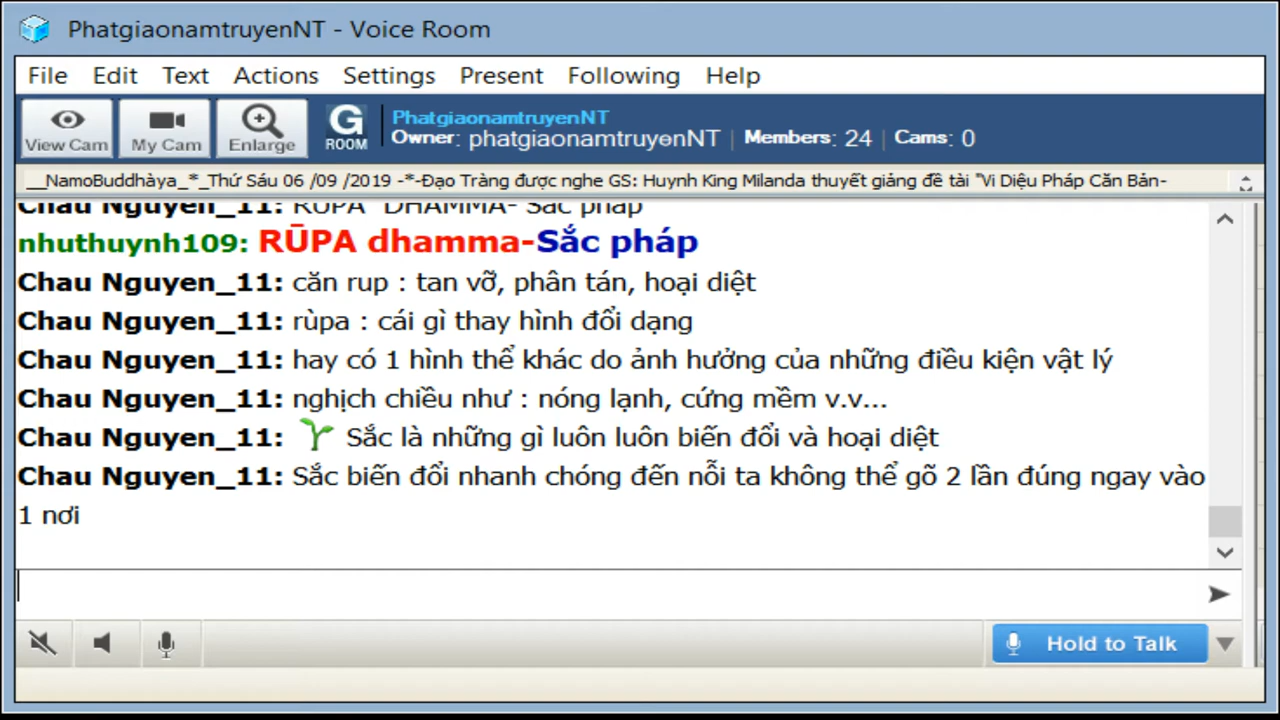 PhatgiaonamtruyenNT - Voice Room
File Edit Text Actions Settings Present Following Help
View Cam My Cam Enlarge G ROOM PhatgiaonamtruyenNT
Owner: phatgiaonamtruyenNT | Members: 24 | Cams: 0
__NamoBuddhàya_*_Thứ Sáu 06 /09 /2019 -*-Đạo Tràng được nghe GS: Huynh King Milanda thuyết giảng đề tài "Vi Diệu Pháp Căn Bản-
Chau Nguyen_11: RŪPA DHAMMA- Sắc pháp
nhuthuynh109: RŪPA dhamma-Sắc pháp
Chau Nguyen_11: căn rup : tan vỡ, phân tán, hoại diệt
Chau Nguyen_11: rùpa : cái gì thay hình đổi dạng
Chau Nguyen_11: hay có 1 hình thể khác do ảnh hưởng của những điều kiện vật lý
Chau Nguyen_11: nghịch chiều như : nóng lạnh, cứng mềm v.v...
Chau Nguyen_11: Sắc là những gì luôn luôn biến đổi và hoại diệt
Chau Nguyen_11: Sắc biến đổi nhanh chóng đến nỗi ta không thể gõ 2 lần đúng ngay vào
1 nơi
Hold to Talk